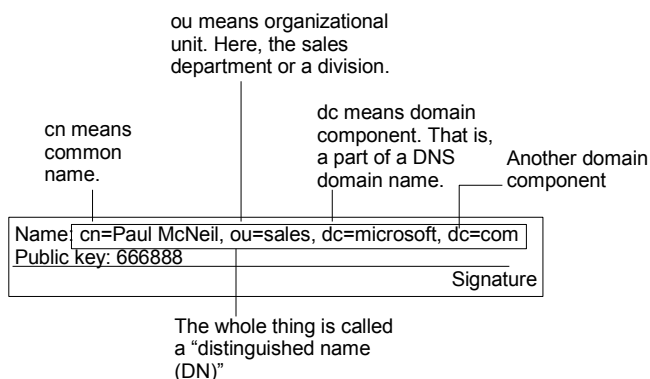 ou means organizational
unit. Here, the sales
department or a division.
cn means
common
name.
dc means domain
component. That is,
a part of a DNS
domain name.
Another domain
component
Name: cn=Paul McNeil, ou=sales, dc=microsoft, dc=com
Public key: 666888
Signature
The whole thing is called
a “distinguished name
(DN)”